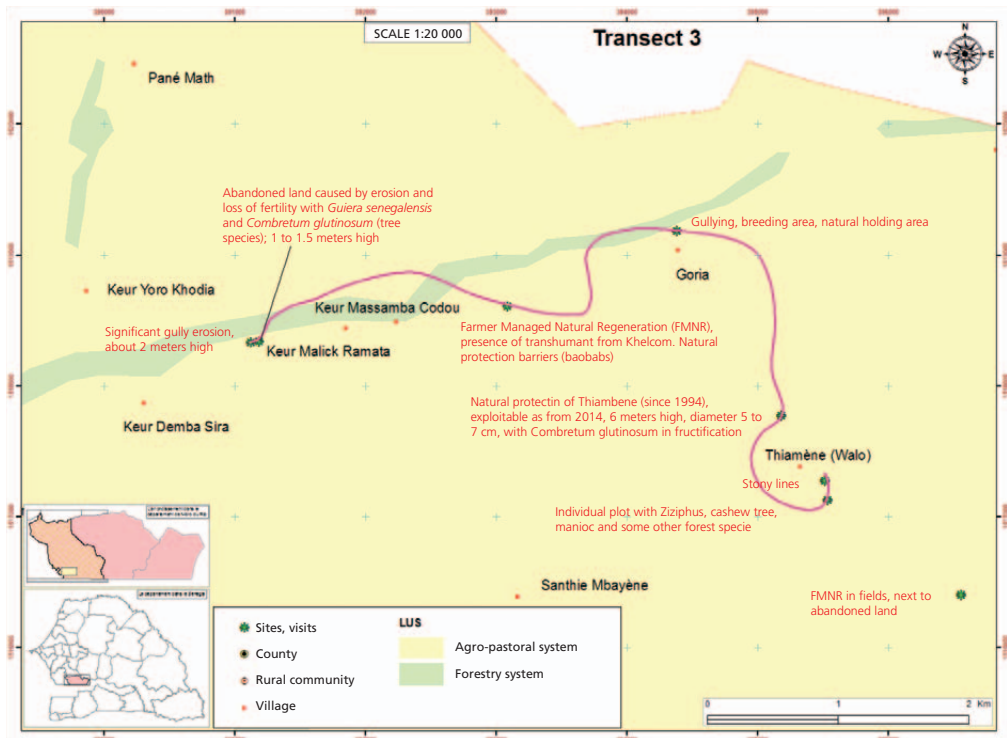 SCALE 1:20 000
Transect 3
N
W
E
S
Pané Math
Abandoned land caused by erosion and
loss of fertility with Guiera senegalensis
and Combretum glutinosum (tree
species); 1 to 1.5 meters high
Gullying, breeding area, natural holding area
Goria
Keur Yoro Khodia
Keur Massamba Codou
Significant gully erosion,
about 2 meters high
Keur Malick Ramata
Farmer Managed Natural Regeneration (FMNR),
presence of transhumant from Khelcom. Natural
protection barriers (baobabs)
Keur Demba Sira
Natural protectin of Thiambene (since 1994),
exploitable as from 2014, 6 meters high, diameter 5 to
7 cm, with Combretum glutinosum in fructification
Thiamène (Walo)
Stony lines
Individual plot with Ziziphus, cashew tree,
manioc and some other forest specie
Santhie Mbayène
FMNR in fields, next to
abandoned land
Sites, visits
County
Rural community
Village
LUS
Agro-pastoral system
Forestry system
0
1
2
Km